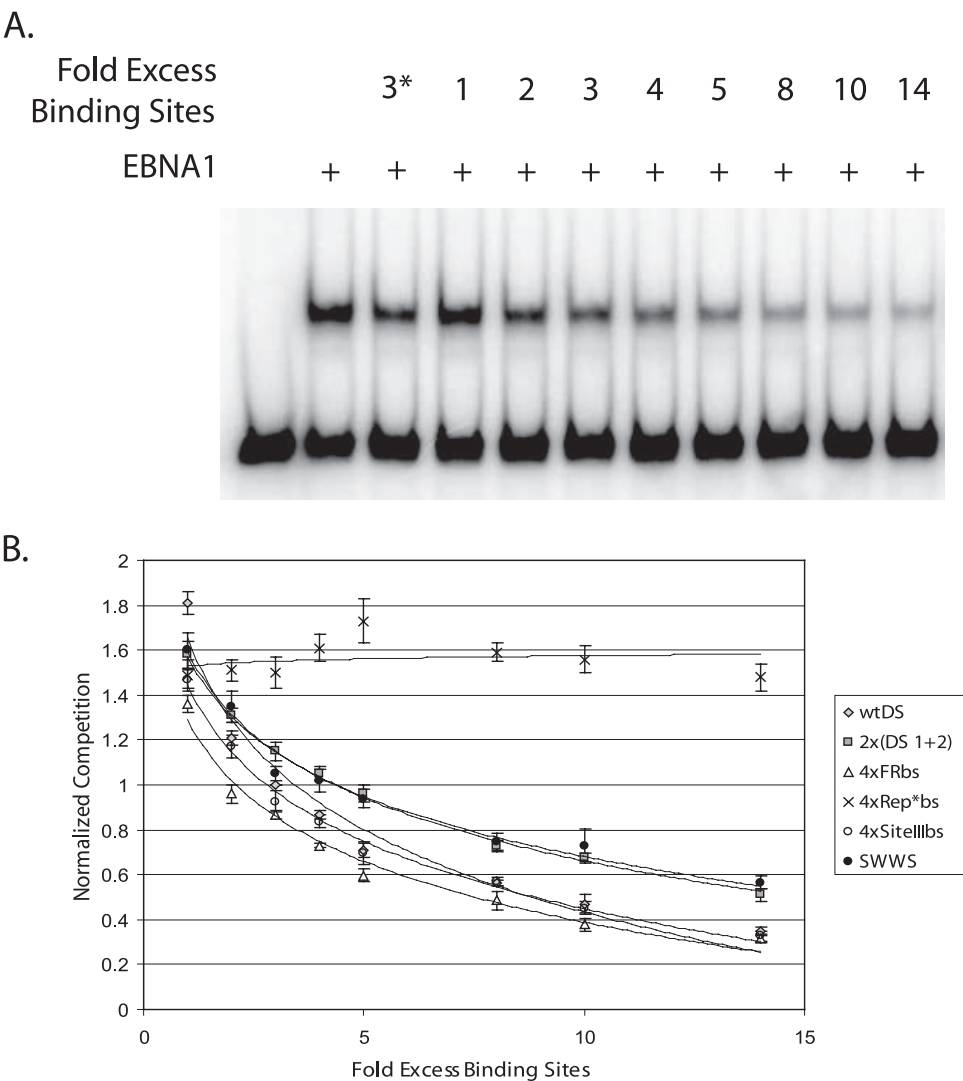 A.
Fold Excess
Binding Sites
3* 1 2 3 4 5 8 10 14
EBNA1
+ + + + + + + + + +
B.
Normalized Competition
2
1.8
1.6
1.4
1.2
1
0.8
0.6
0.4
0.2
0
0 5 10 15
Fold Excess Binding Sites
wtDS
2x(DS 1+2)
4xFRbs
4xRep*bs
4xSiteIIIbs
SWWS